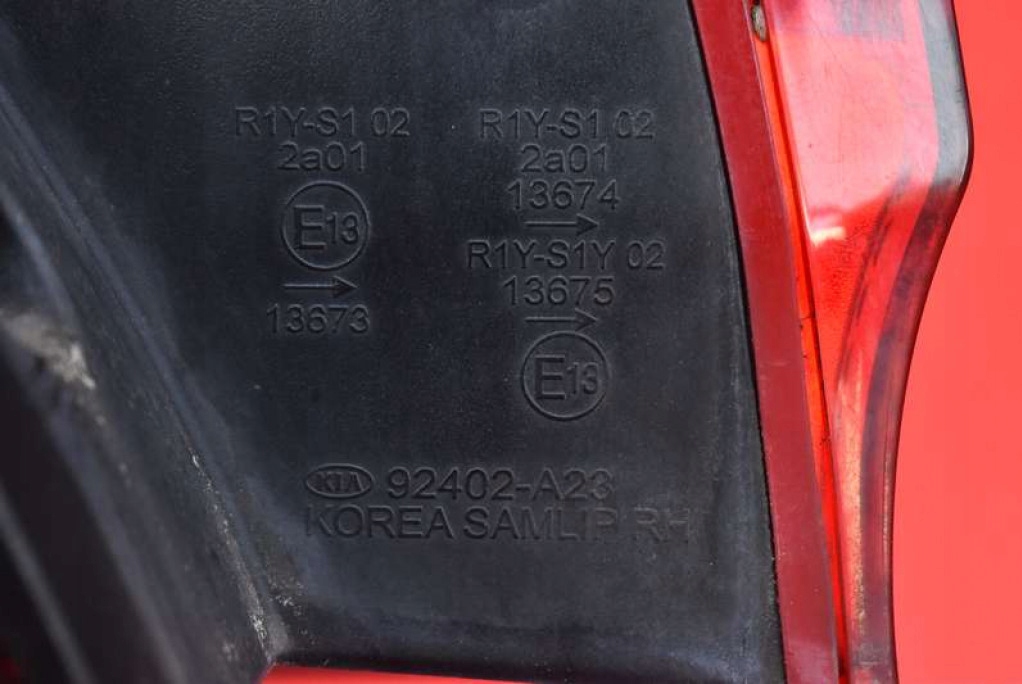 R1Y-S1 02
2a01
E13
→
13673
R1Y-S1 02
2a01
13674
→
R1Y-S1Y 02
13675
→
E13
KIA 92402-A23
KOREA SAMLIP RH